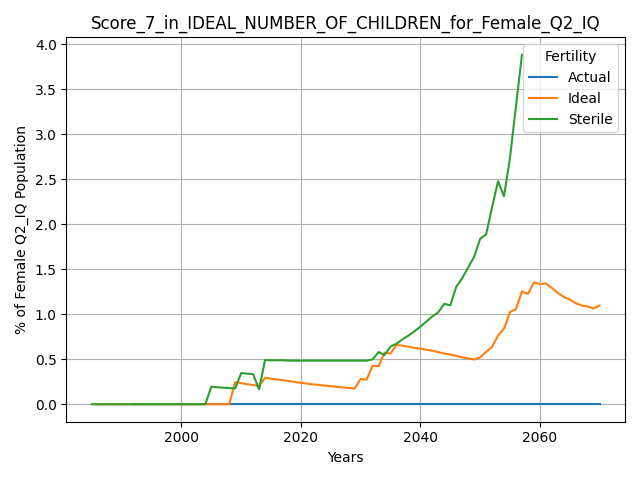 Score_7_in_IDEAL_NUMBER_OF_CHILDREN_for_Female_Q2_IQ
Fertility
Actual
Ideal
Sterile
% of Female Q2_IQ Population
4.0
3.5
3.0
2.5
2.0
1.5
1.0
0.5
0.0
2000
2020
2040
2060
Years